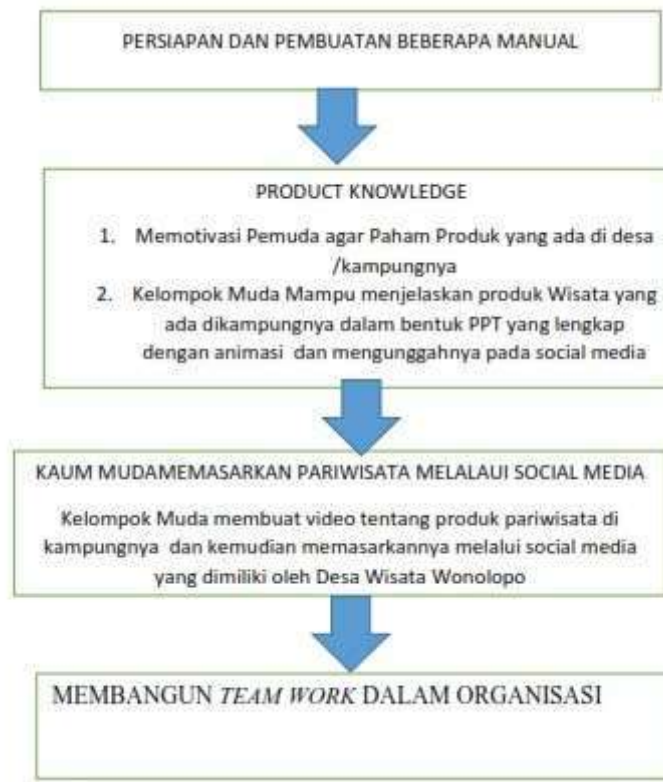 PERSIAPAN DAN PEMBUATAN BEBERAPA MANUAL
PRODUCT KNOWLEDGE
1. Memotivasi Pemuda agar Paham Produk yang ada di desa
/kampungnya
2. Kelompok Muda Mampu menjelaskan produk Wisata yang
ada dikampungnya dalam bentuk PPT yang lengkap
dengan animasi dan mengunggahnya pada social media
KAUM MUDAMEMASARKAN PARIWISATA MELALAUI SOCIAL MEDIA
Kelompok Muda membuat video tentang produk pariwisata di
kampungnya dan kemudian memasarkannya melalui social media
yang dimiliki oleh Desa Wisata Wonolopo
MEMBANGUN TEAM WORK DALAM ORGANISASI